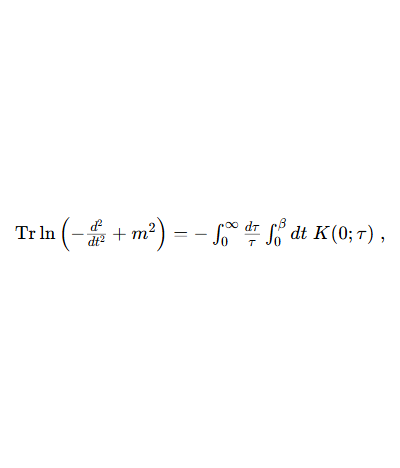 Tr ln (−d²/dt² + m²) = − ∫₀^∞ dτ/τ ∫₀^β dt K(0; τ) ,